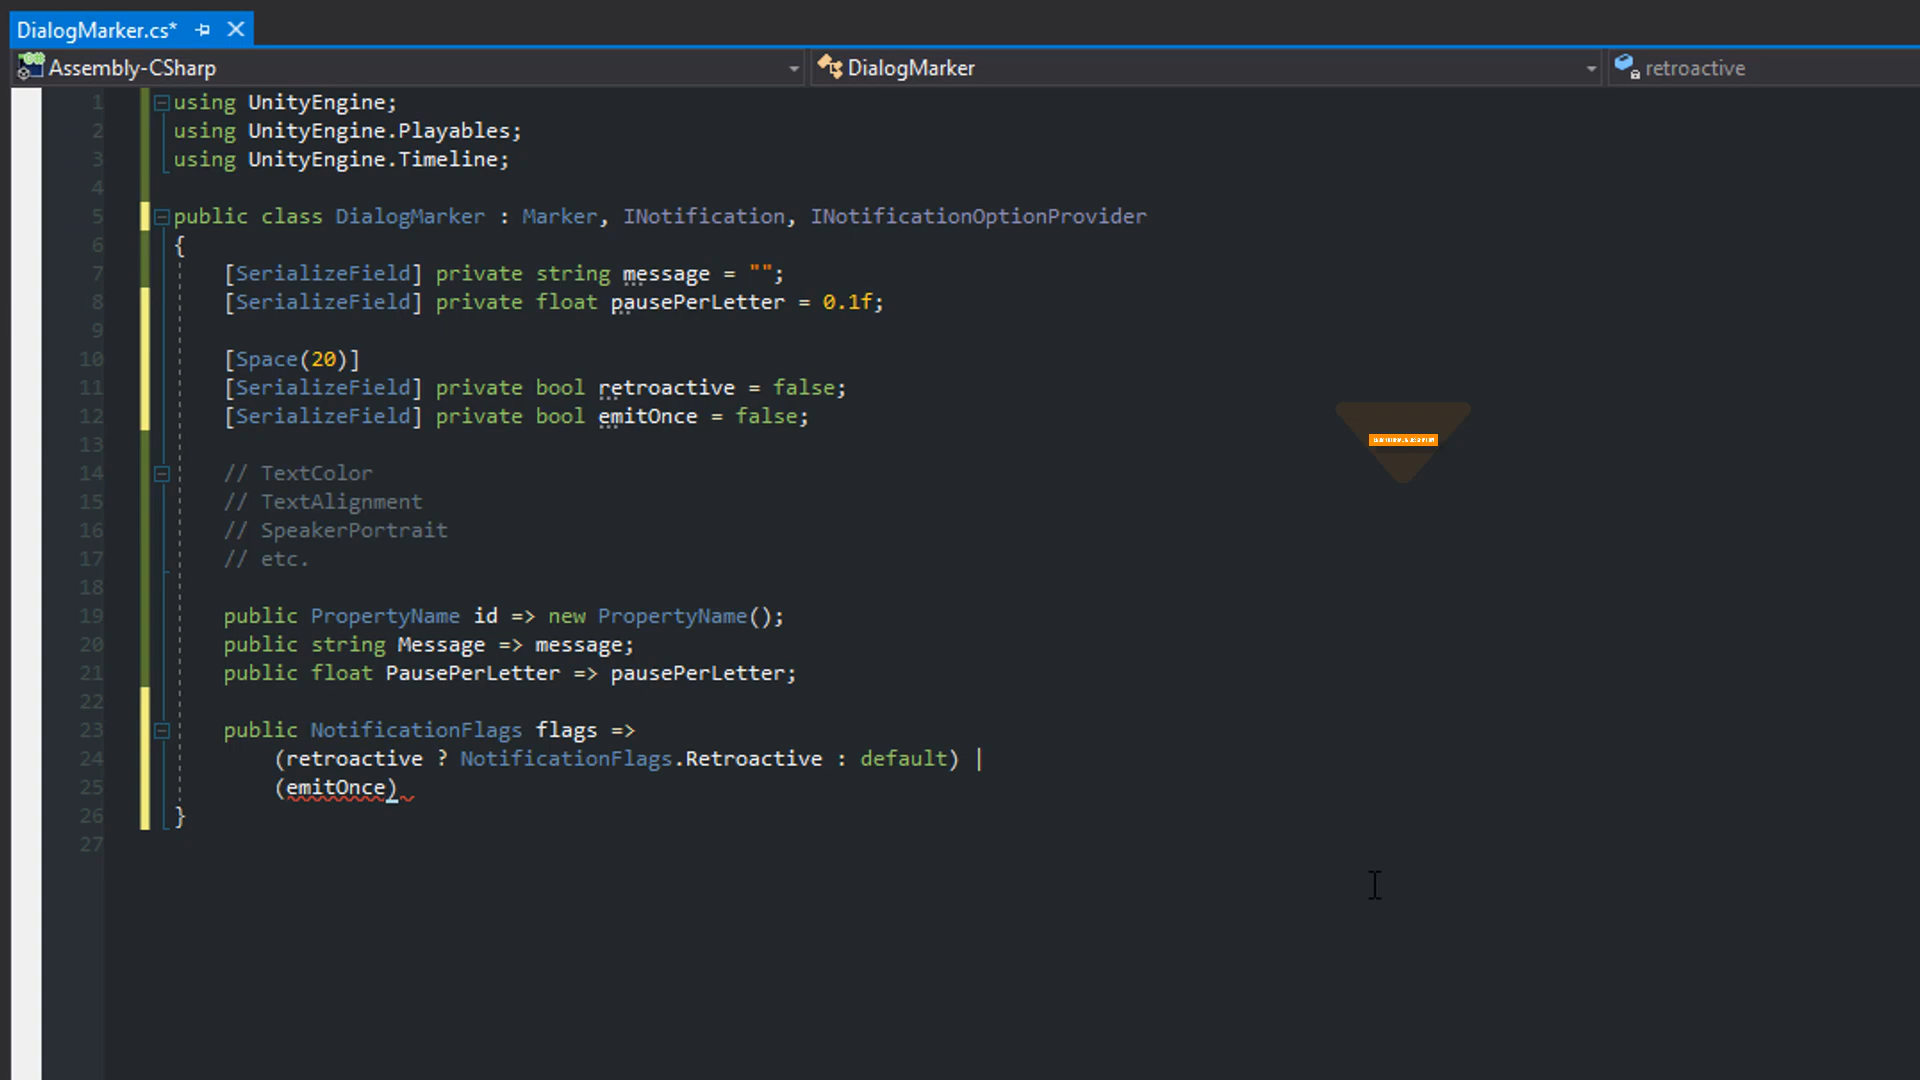 DialogMarker.cs*
Assembly-CSharp
DialogMarker
retroactive
1 using UnityEngine;
2 using UnityEngine.Playables;
3 using UnityEngine.Timeline;
4
5 public class DialogMarker : Marker, INotification, INotificationOptionProvider
6 {
7 [SerializeField] private string message = "";
8 [SerializeField] private float pausePerLetter = 0.1f;
9
10 [Space(20)]
11 [SerializeField] private bool retroactive = false;
12 [SerializeField] private bool emitOnce = false;
13
14 // TextColor
15 // TextAlignment
16 // SpeakerPortrait
17 // etc.
18
19 public PropertyName id => new PropertyName();
20 public string Message => message;
21 public float PausePerLetter => pausePerLetter;
22
23 public NotificationFlags flags =>
24 (retroactive ? NotificationFlags.Retroactive : default) |
25 (emitOnce)
26 }
27